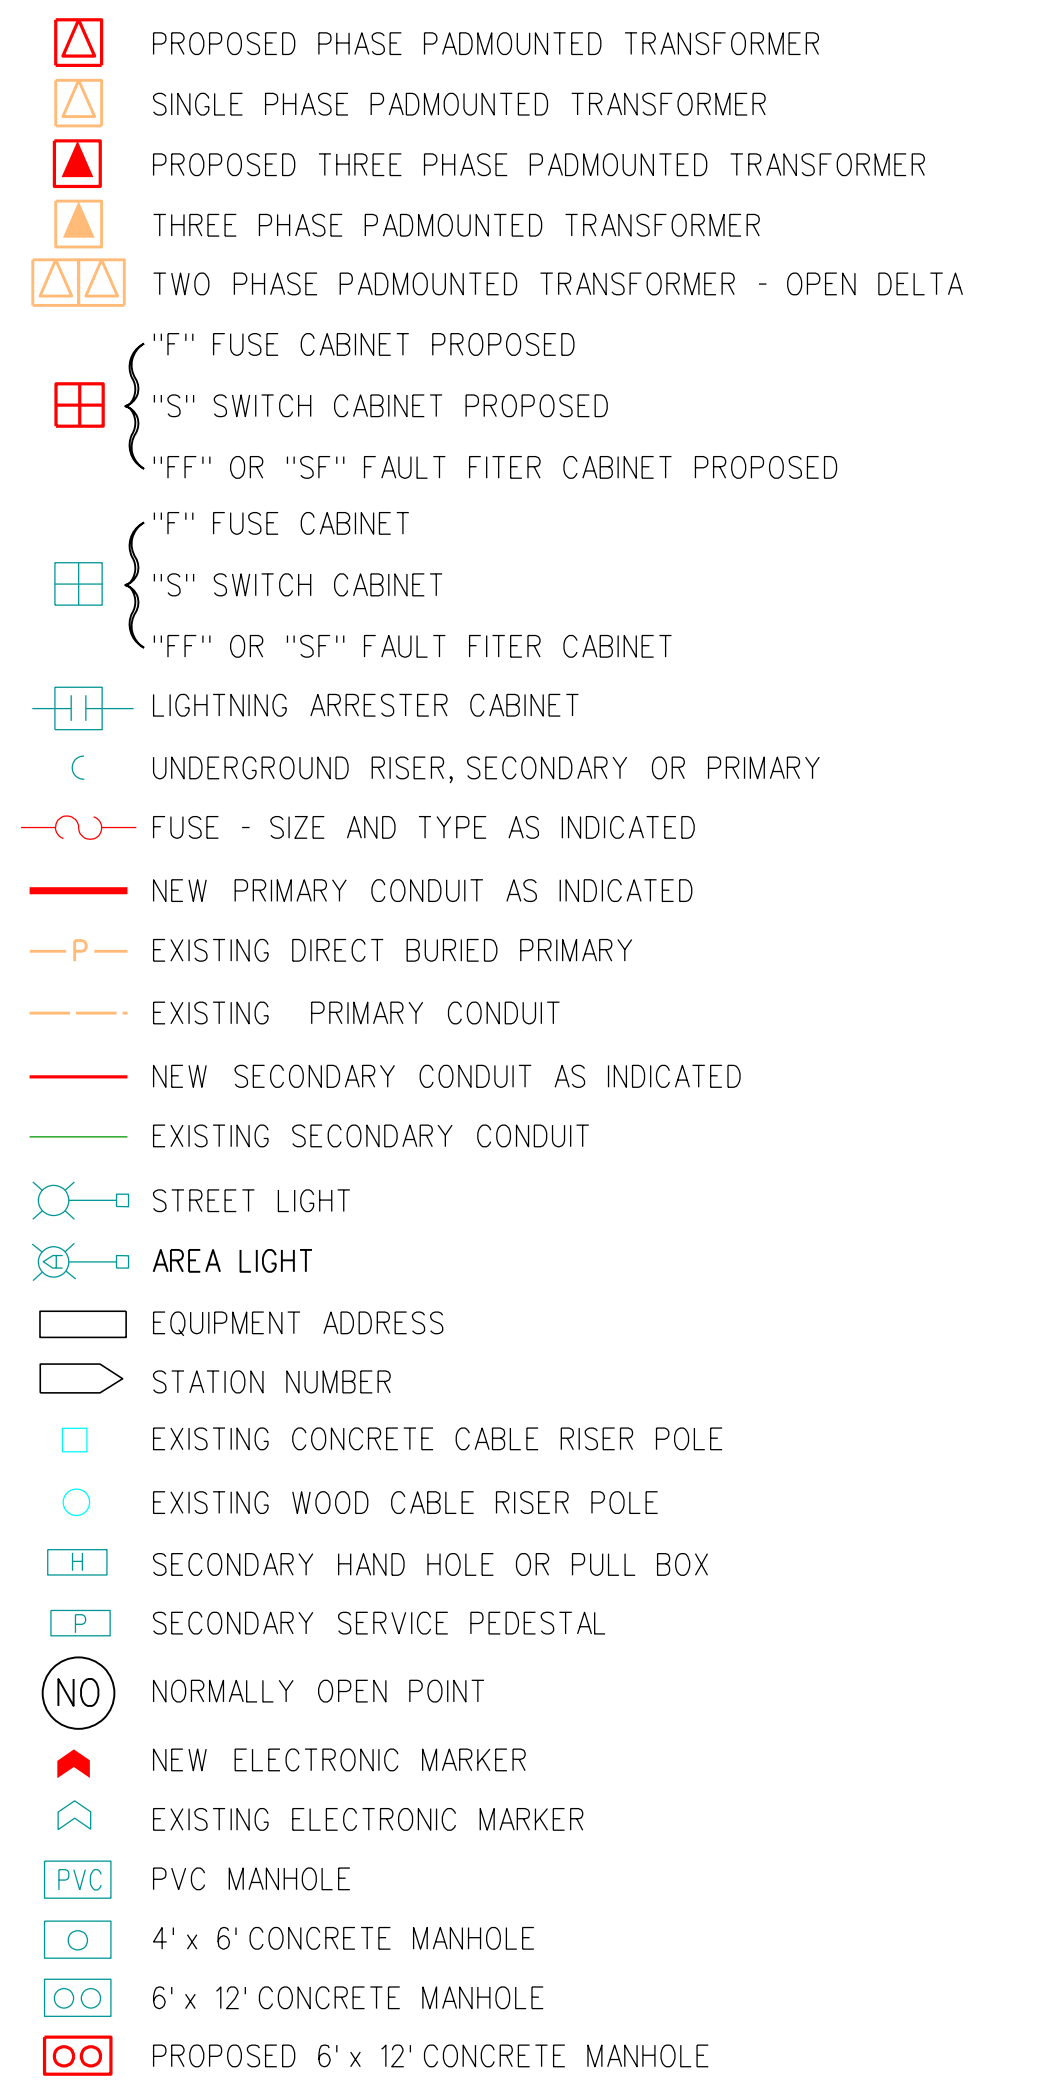 PROPOSED PHASE PADMOUNTED TRANSFORMER
SINGLE PHASE PADMOUNTED TRANSFORMER
PROPOSED THREE PHASE PADMOUNTED TRANSFORMER
THREE PHASE PADMOUNTED TRANSFORMER
TWO PHASE PADMOUNTED TRANSFORMER - OPEN DELTA
"F" FUSE CABINET PROPOSED
"S" SWITCH CABINET PROPOSED
"FF" OR "SF" FAULT FITER CABINET PROPOSED
"F" FUSE CABINET
"S" SWITCH CABINET
"FF" OR "SF" FAULT FITER CABINET
LIGHTNING ARRESTER CABINET
UNDERGROUND RISER, SECONDARY OR PRIMARY
FUSE - SIZE AND TYPE AS INDICATED
NEW PRIMARY CONDUIT AS INDICATED
P EXISTING DIRECT BURIED PRIMARY
EXISTING PRIMARY CONDUIT
NEW SECONDARY CONDUIT AS INDICATED
EXISTING SECONDARY CONDUIT
STREET LIGHT
A AREA LIGHT
EQUIPMENT ADDRESS
STATION NUMBER
EXISTING CONCRETE CABLE RISER POLE
EXISTING WOOD CABLE RISER POLE
H SECONDARY HAND HOLE OR PULL BOX
P SECONDARY SERVICE PEDESTAL
NO NORMALLY OPEN POINT
NEW ELECTRONIC MARKER
EXISTING ELECTRONIC MARKER
PVC PVC MANHOLE
4' x 6' CONCRETE MANHOLE
6' x 12' CONCRETE MANHOLE
PROPOSED 6' x 12' CONCRETE MANHOLE